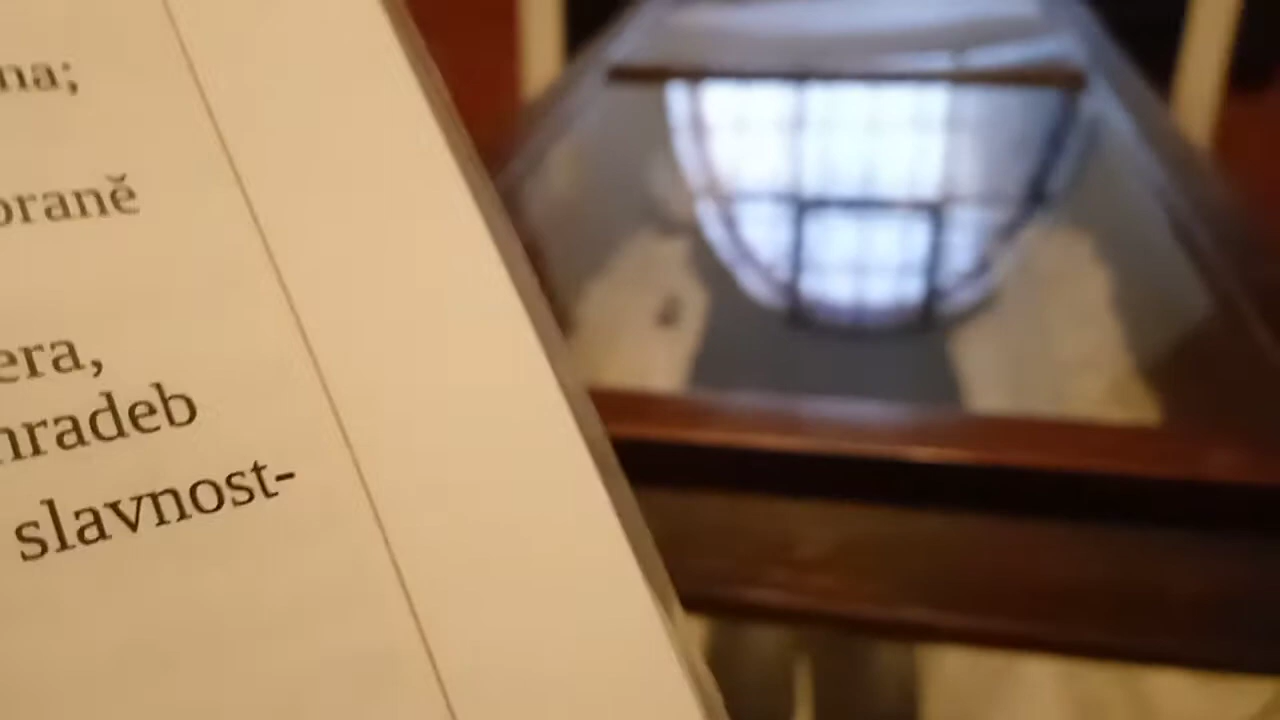 na;
oraně
era,
hradeb
slavnost-